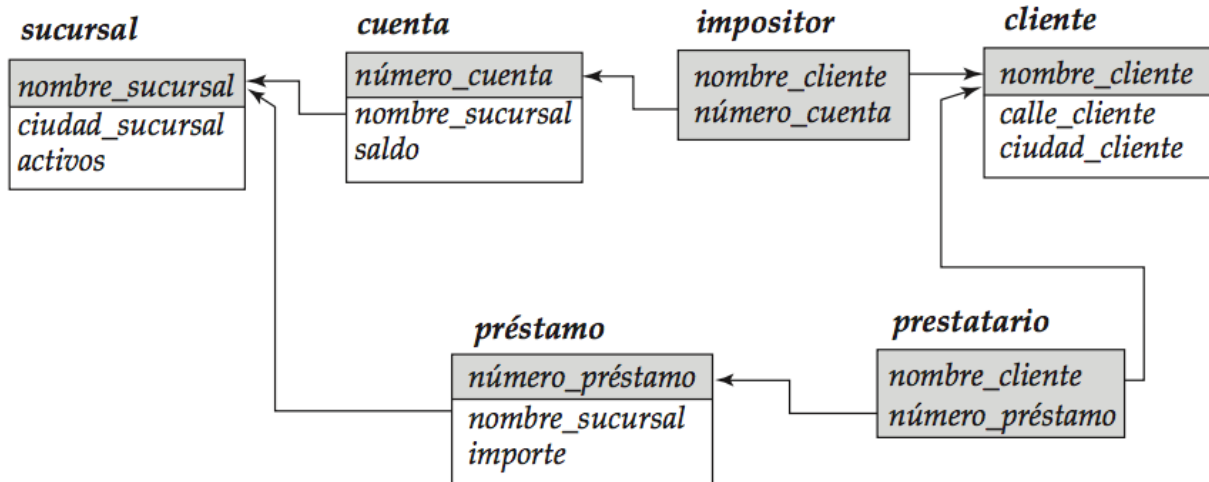 sucursal
nombre_sucursal
ciudad_sucursal
activos
cuenta
número_cuenta
nombre_sucursal
saldo
impositor
nombre_cliente
número_cuenta
cliente
nombre_cliente
calle_cliente
ciudad_cliente
préstamo
número_préstamo
nombre_sucursal
importe
prestatario
nombre_cliente
número_préstamo